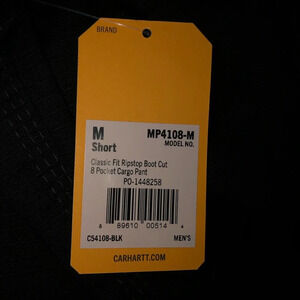 BRAND
M
Short
MP4108-M
MODEL NO.
Classic Fit Ripstop Boot Cut
8 Pocket Cargo Pant
PO-1448258
8 89610 00514 4
C54108-BLK
MEN'S
CARHARTT.COM